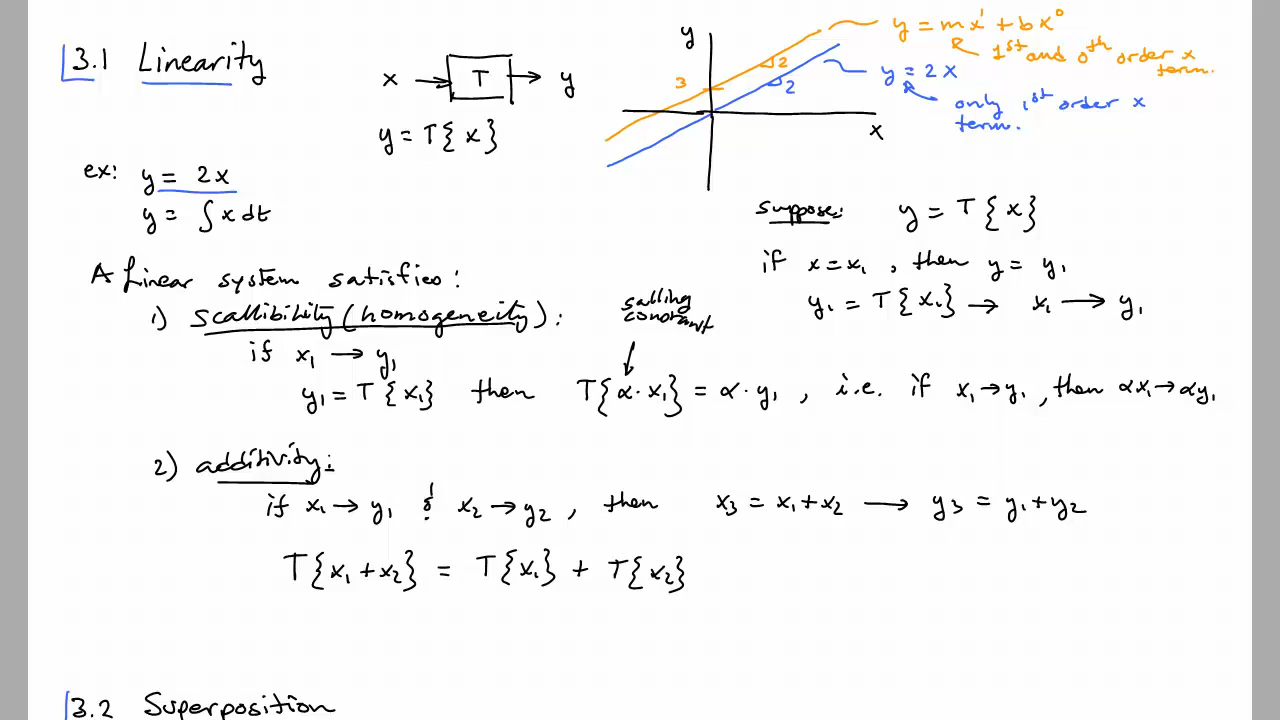 3.1 Linearity
x → T → y
y = T{x}
y
x
3
2
2
y = mx¹ + bx⁰
1st and 0th order x
term.
y = 2x
only 1st order x
term.
ex: y = 2x
y = ∫ x dt
suppose: y = T{x}
if x = x₁ , then y = y₁
y₁ = T{x₁} → x₁ → y₁
A Linear system satisfies:
1) scallibility (homogeneity):
if x₁ → y₁
salling
constant
y₁ = T{x₁} then T{α·x₁} = α·y₁ , i.e. if x₁→y₁ , then αx₁→αy₁
2) additivity:
if x₁ → y₁ & x₂ → y₂ , then x₃ = x₁+x₂ → y₃ = y₁+y₂
T{x₁+x₂} = T{x₁} + T{x₂}
3.2 Superposition